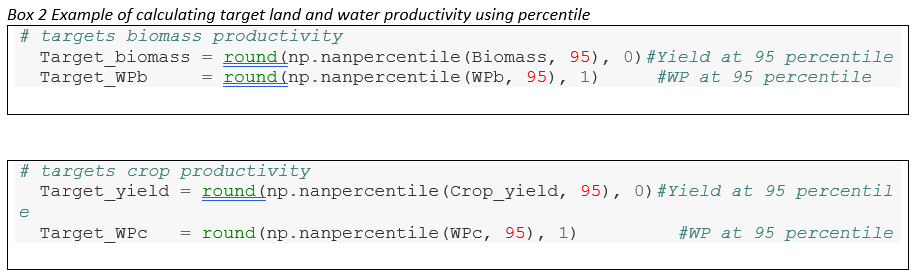 Box 2 Example of calculating target land and water productivity using percentile
# targets biomass productivity
Target_biomass = round(np.nanpercentile(Biomass, 95), 0)#Yield at 95 percentile
Target_WPb     = round(np.nanpercentile(WPb, 95), 1)     #WP at 95 percentile
# targets crop productivity
Target_yield = round(np.nanpercentile(Crop_yield, 95), 0)#Yield at 95 percentil
e
Target_WPc   = round(np.nanpercentile(WPc, 95), 1)         #WP at 95 percentile